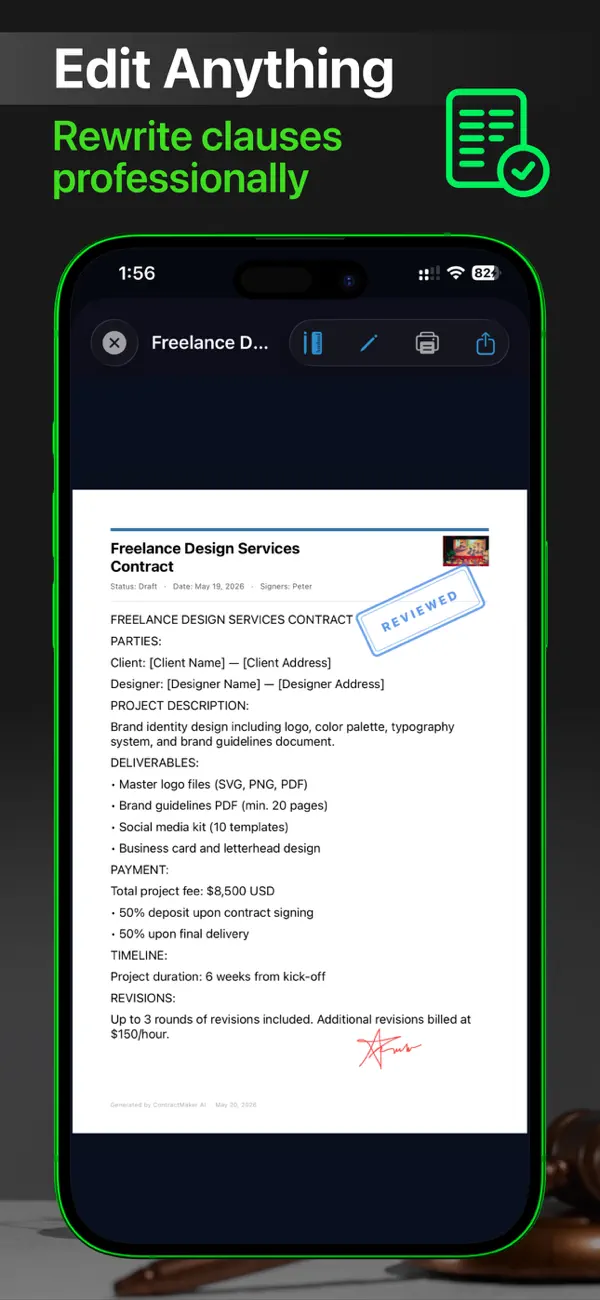 Edit Anything
Rewrite clauses
professionally
1:56
82
Freelance D...
Freelance Design Services
Contract
Status: Draft · Date: May 19, 2026 · Signers: Peter
REVIEWED
FREELANCE DESIGN SERVICES CONTRACT
PARTIES:
Client: [Client Name] — [Client Address]
Designer: [Designer Name] — [Designer Address]
PROJECT DESCRIPTION:
Brand identity design including logo, color palette, typography
system, and brand guidelines document.
DELIVERABLES:
• Master logo files (SVG, PNG, PDF)
• Brand guidelines PDF (min. 20 pages)
• Social media kit (10 templates)
• Business card and letterhead design
PAYMENT:
Total project fee: $8,500 USD
• 50% deposit upon contract signing
• 50% upon final delivery
TIMELINE:
Project duration: 6 weeks from kick-off
REVISIONS:
Up to 3 rounds of revisions included. Additional revisions billed at
$150/hour.
Generated by ContractMaker AI May 20, 2026